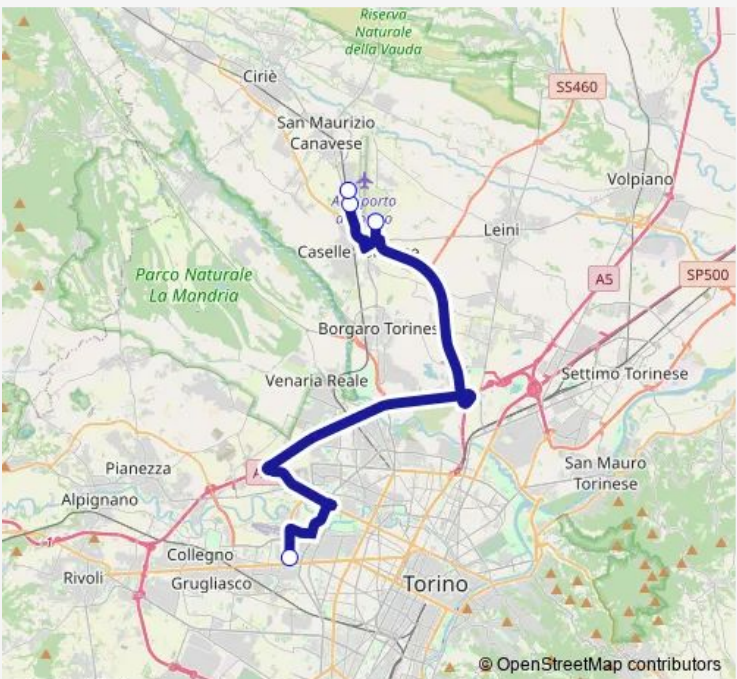 Riserva
Naturale
della Vauda
Ciriè
SS460
San Maurizio
Canavese
Volpiano
Leini
Caselle
A5
SP500
Parco Naturale
La Mandria
Borgaro Torines
Venaria Reale
Settimo Torinese
Pianezza
San Mauro
Torinese
Alpignano
Collegno
Rivoli
Grugliasco
Torino
© OpenStreetMap contributors